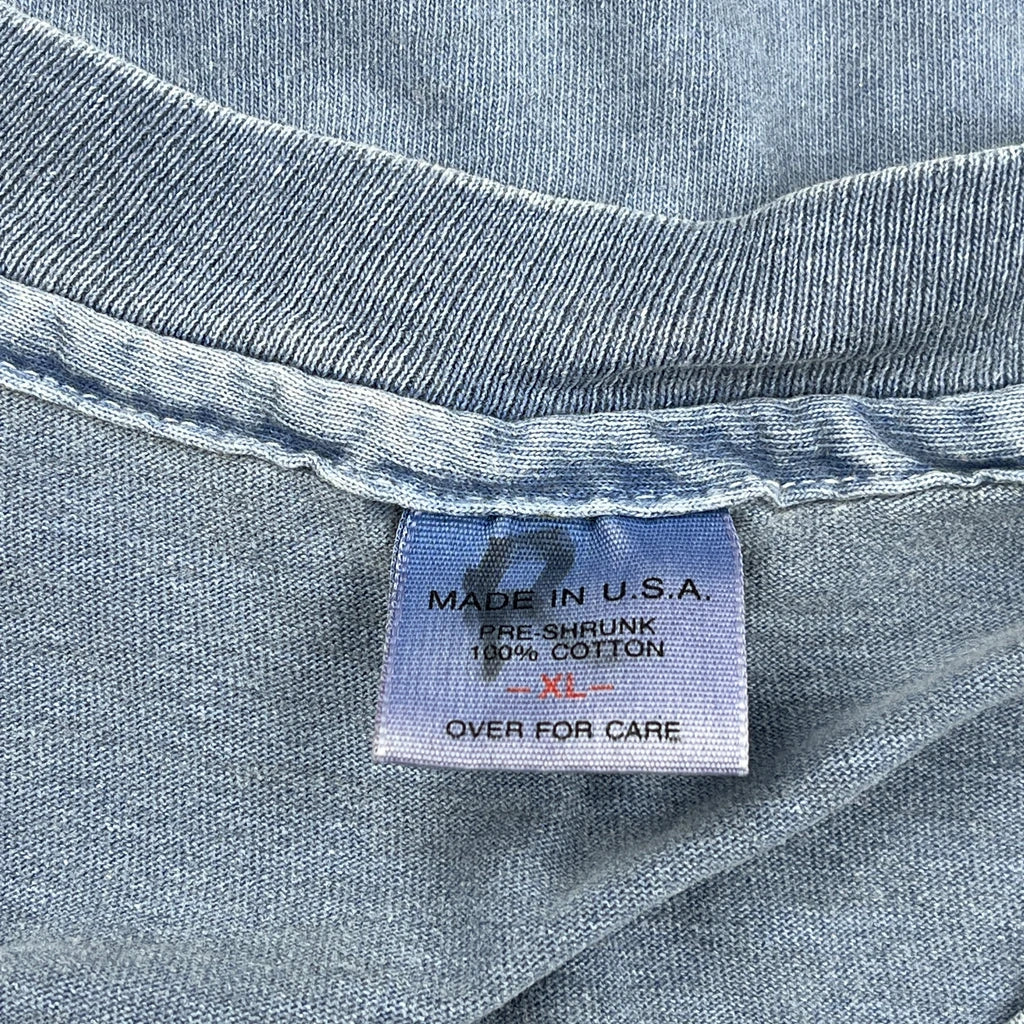 R
MADE IN U.S.A.
PRE-SHRUNK
100% COTTON
-XL-
OVER FOR CARE